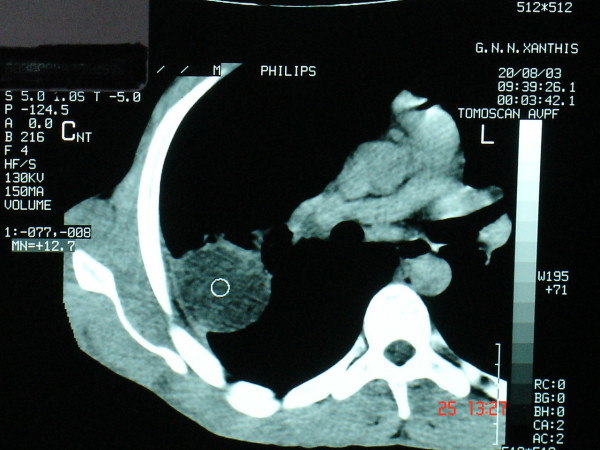 512*512
G.N.N.XANTHIS
20/08/03
09:39:26.1
00:03:42.1
TOMOSCAN AVPF
L
/ / M
PHILIPS
S 5.0 1.0S T -5.0
P -124.5
A 0.0
B 216
CNT
F 4
HF/S
130KV
150MA
VOLUME
1:-077,-008
MN=+12.7
W195
+71
RC:0
BG:0
BH:0
CA:2
AC:2
25 13:27